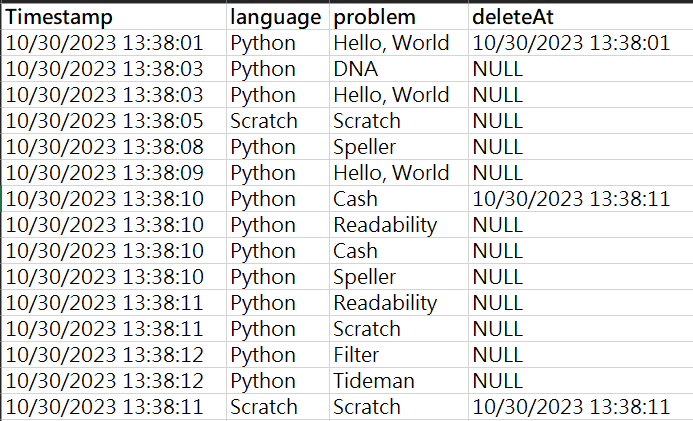 Timestamp language problem deleteAt
10/30/2023 13:38:01 Python Hello, World 10/30/2023 13:38:01
10/30/2023 13:38:03 Python DNA NULL
10/30/2023 13:38:03 Python Hello, World NULL
10/30/2023 13:38:05 Scratch Scratch NULL
10/30/2023 13:38:08 Python Speller NULL
10/30/2023 13:38:09 Python Hello, World NULL
10/30/2023 13:38:10 Python Cash 10/30/2023 13:38:11
10/30/2023 13:38:10 Python Readability NULL
10/30/2023 13:38:10 Python Cash NULL
10/30/2023 13:38:10 Python Speller NULL
10/30/2023 13:38:11 Python Readability NULL
10/30/2023 13:38:11 Python Scratch NULL
10/30/2023 13:38:12 Python Filter NULL
10/30/2023 13:38:12 Python Tideman NULL
10/30/2023 13:38:11 Scratch Scratch 10/30/2023 13:38:11